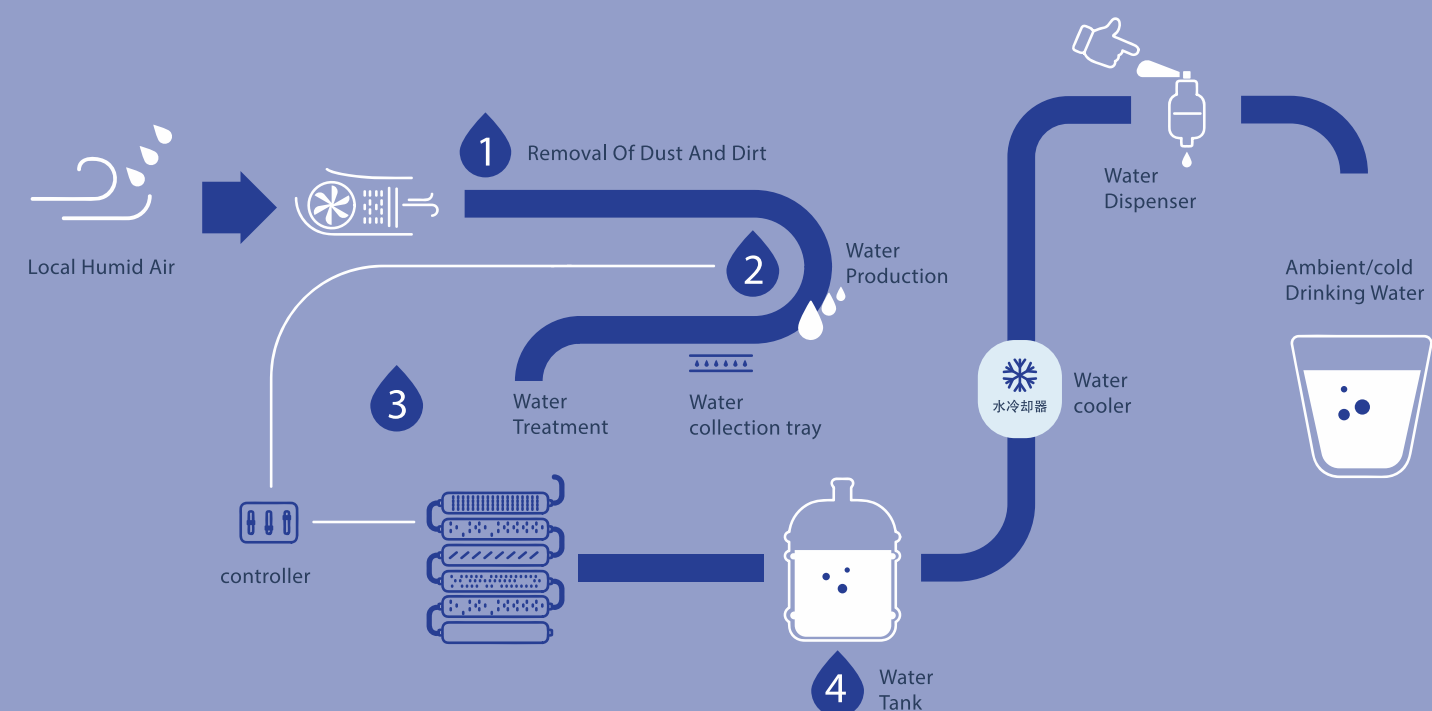 1
Removal Of Dust And Dirt
Local Humid Air
2
Water
Production
3
Water
Treatment
Water
collection tray
controller
4
Water
Tank
水冷却器
Water
cooler
Water
Dispenser
Ambient/cold
Drinking Water